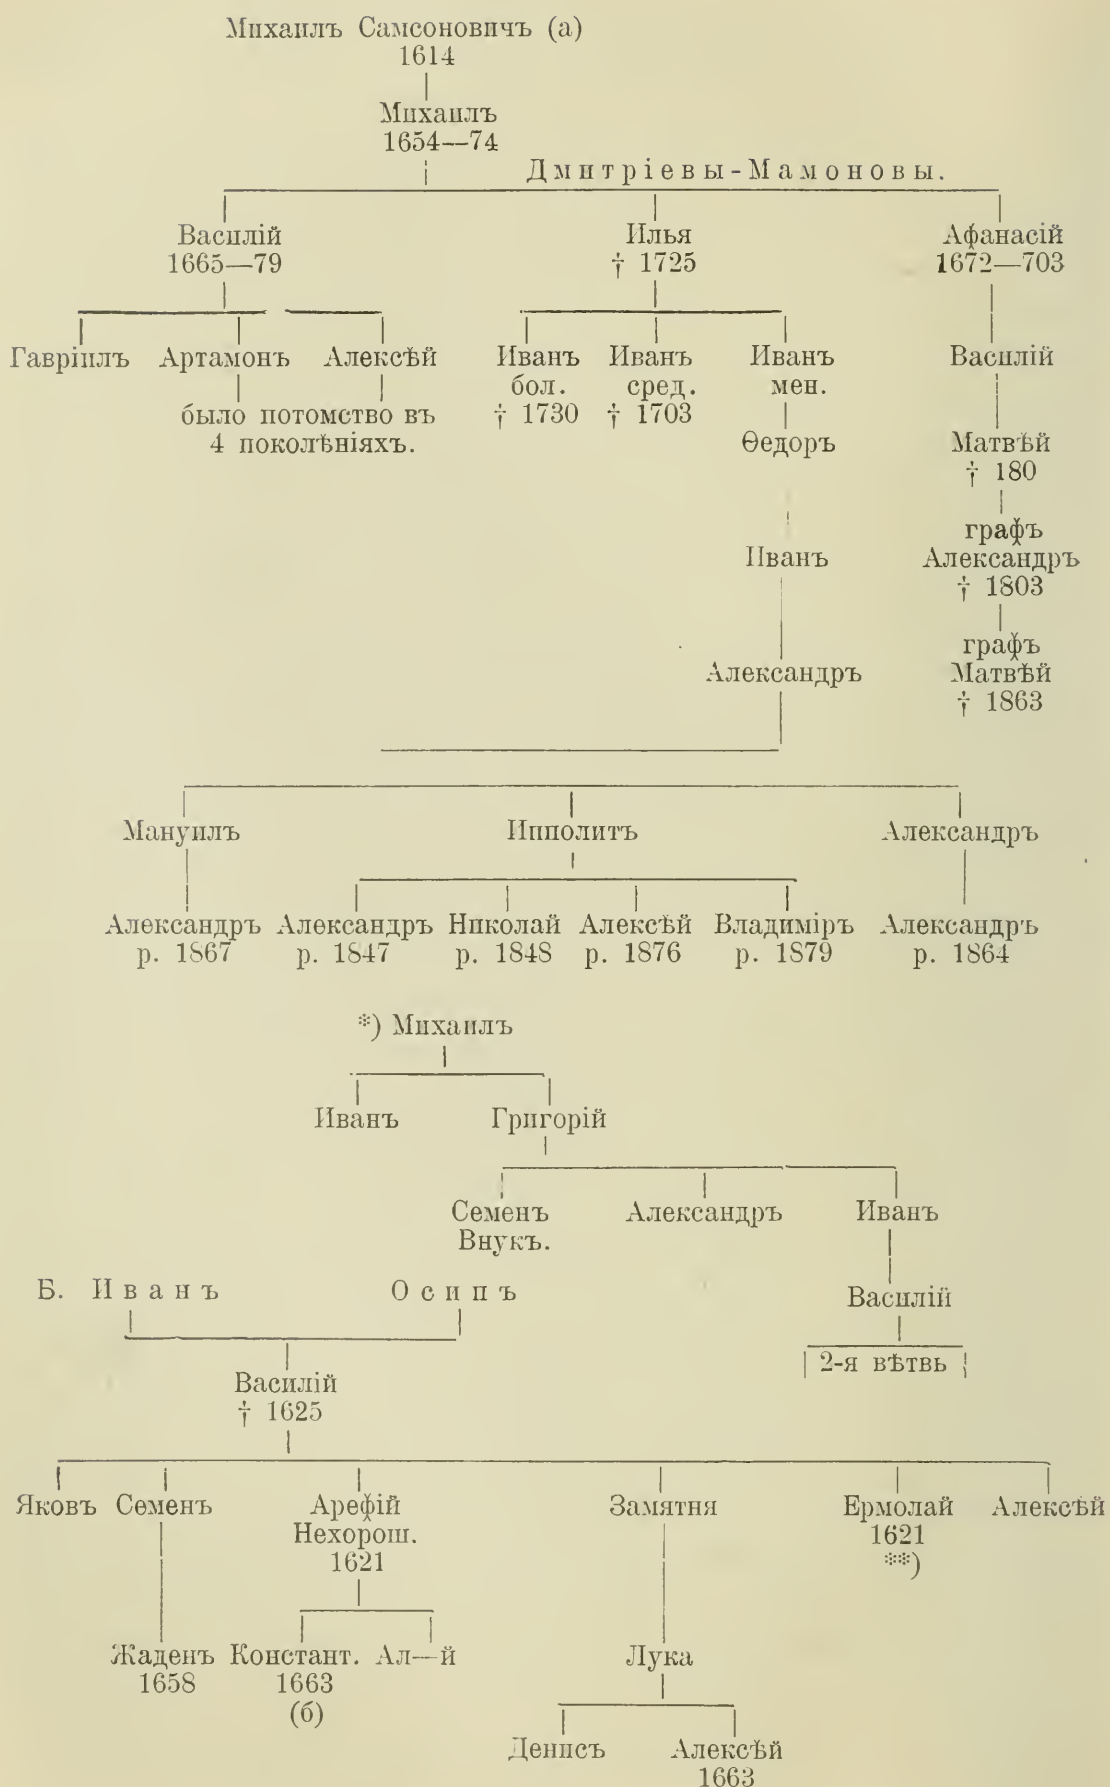 Михаилъ Самсоновичъ (а)
1614
Михаилъ
1654—74
Дмитріевы-Мамоновы.
Василій Илья Афанасій
1665—79 † 1725 1672—703
Гавріилъ Артамонъ Алексѣй Иванъ Иванъ Иванъ Василій
бол. сред. мен.
было потомство въ † 1730 † 1703
4 поколѣніяхъ. Ѳедоръ Матвѣй
† 180
графъ
Иванъ Александръ
† 1803
графъ
Александръ Матвѣй
† 1863
Мануилъ Ипполитъ Александръ
Александръ Александръ Николай Алексѣй Владиміръ Александръ
р. 1867 р. 1847 р. 1848 р. 1876 р. 1879 р. 1864
*) Михаилъ
Иванъ Григорій
Семенъ Александръ Иванъ
Внукъ.
Б. Иванъ Осипъ Василій
2-я вѣтвь
Василій
† 1625
Яковъ Семенъ Арефій Замятня Ермолай Алексѣй
Нехорош. 1621
1621 **)
Жаденъ Констант. Ал—й Лука
1658 1663
(б)
Денисъ Алексѣй
1663